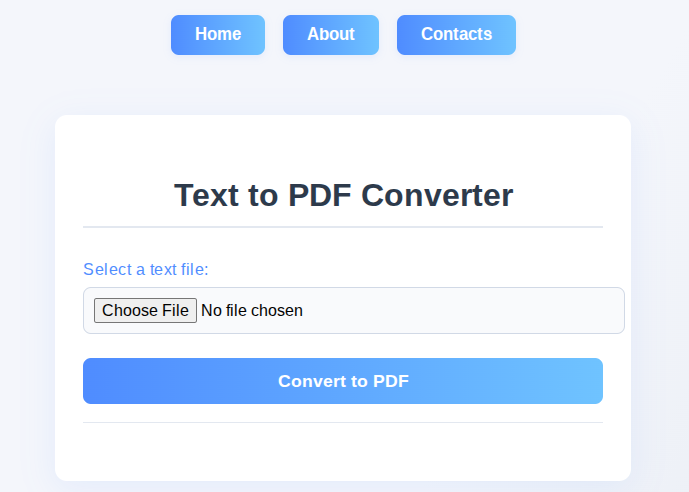 Home About Contacts
Text to PDF Converter
Select a text file:
Choose File No file chosen
Convert to PDF